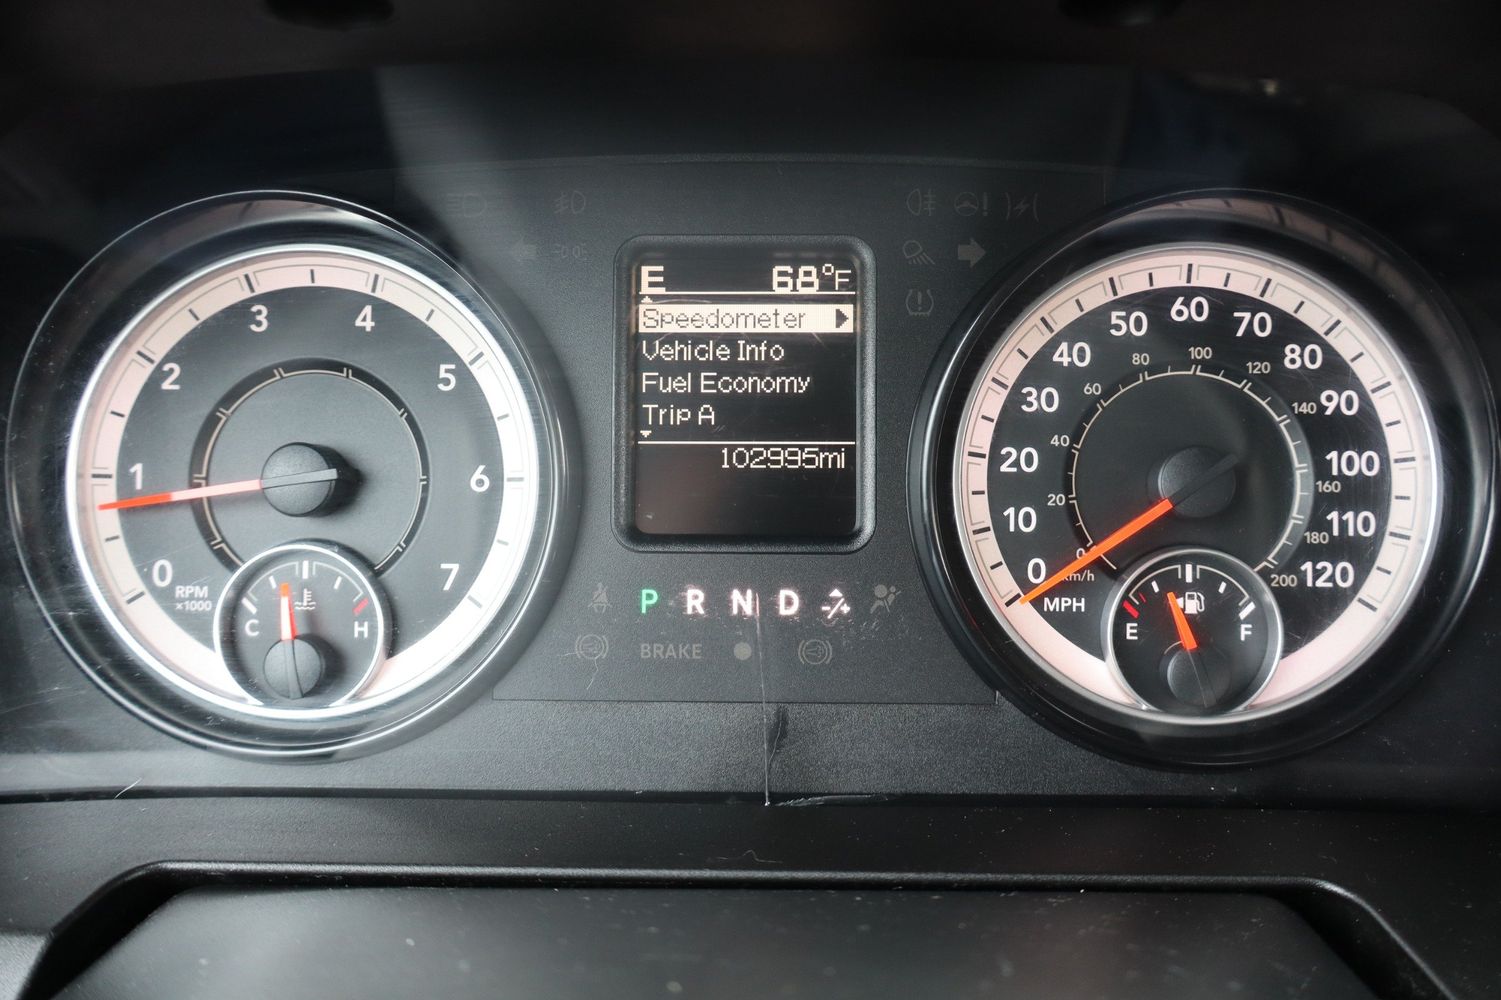 E 68°F
Speedometer
Vehicle Info
Fuel Economy
Trip A
102995mi
0 1 2 3 4 5 6 7
RPM
x1000
C H
P R N D
BRAKE
0 10 20 30 40 50 60 70 80 90 100 110 120
MPH
0 20 40 60 80 100 120 140 160 180 200
km/h
E F